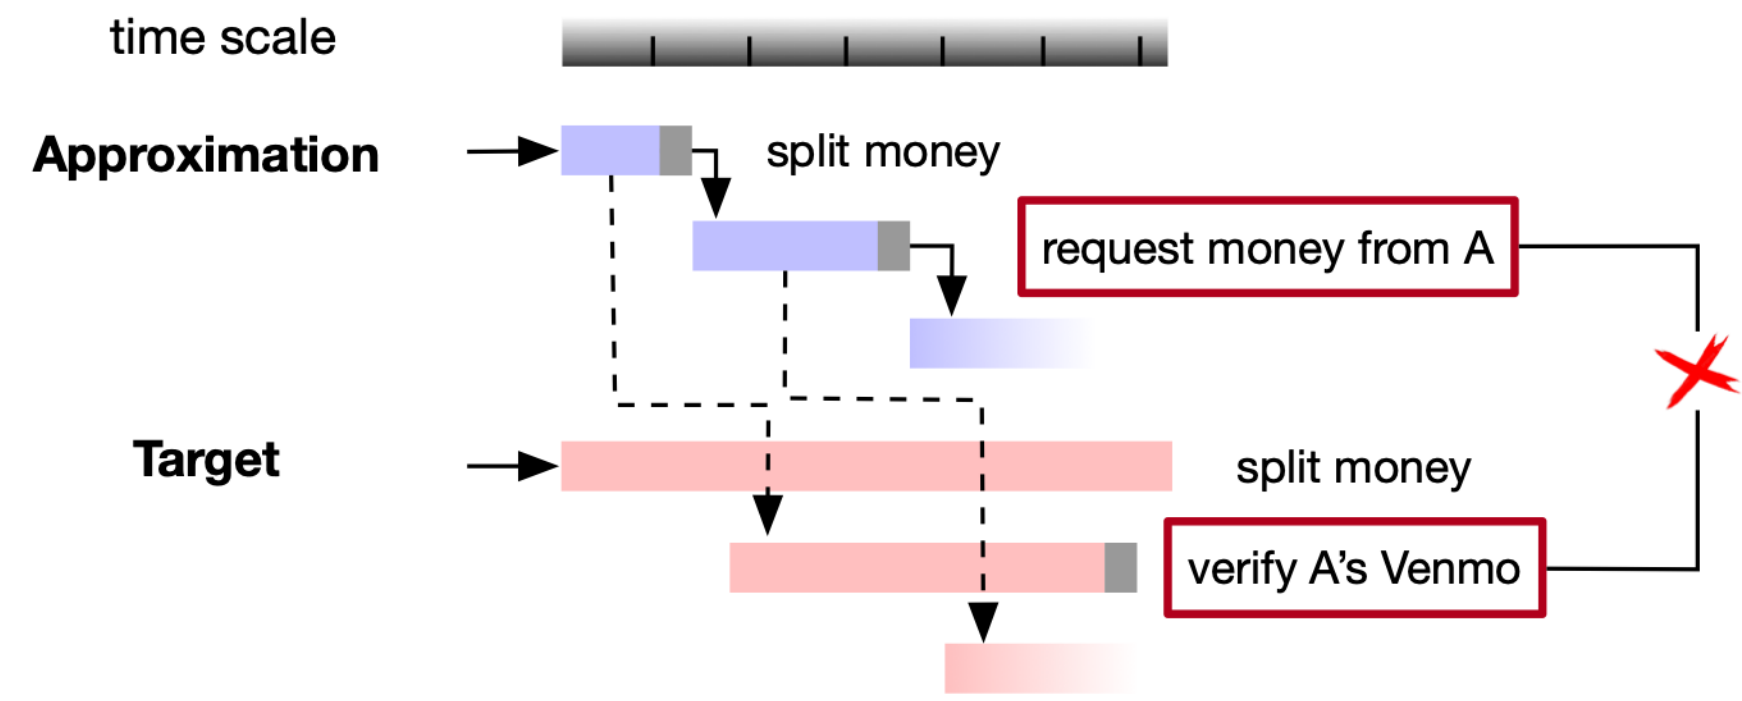 time scale
Approximation
split money
request money from A
Target
split money
verify A’s Venmo